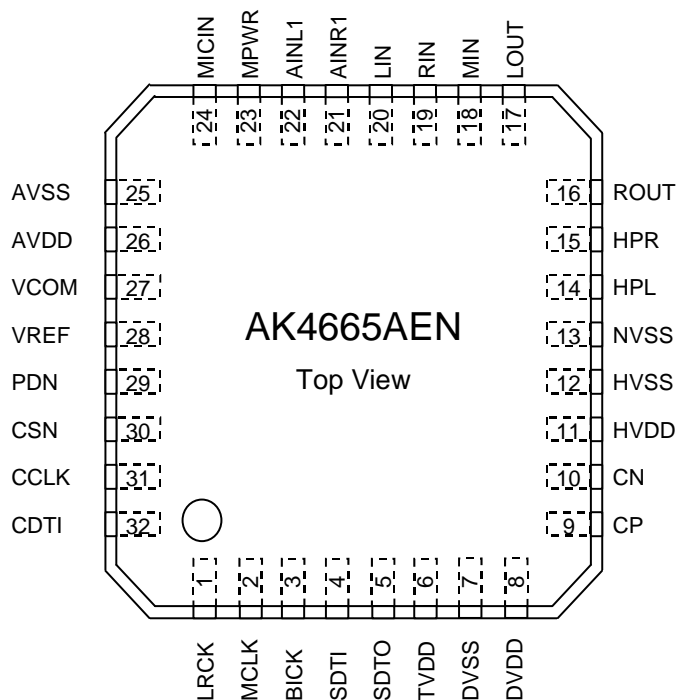 MICIN
MPWR
AINL1
AINR1
LIN
RIN
MIN
LOUT
24
23
22
21
20
19
18
17
AVSS 25
AVDD 26
VCOM 27
VREF 28
PDN 29
CSN 30
CCLK 31
CDTI 32
AK4665AEN
Top View
16 ROUT
15 HPR
14 HPL
13 NVSS
12 HVSS
11 HVDD
10 CN
9 CP
1
2
3
4
5
6
7
8
LRCK
MCLK
BICK
SDTI
SDTO
TVDD
DVSS
DVDD